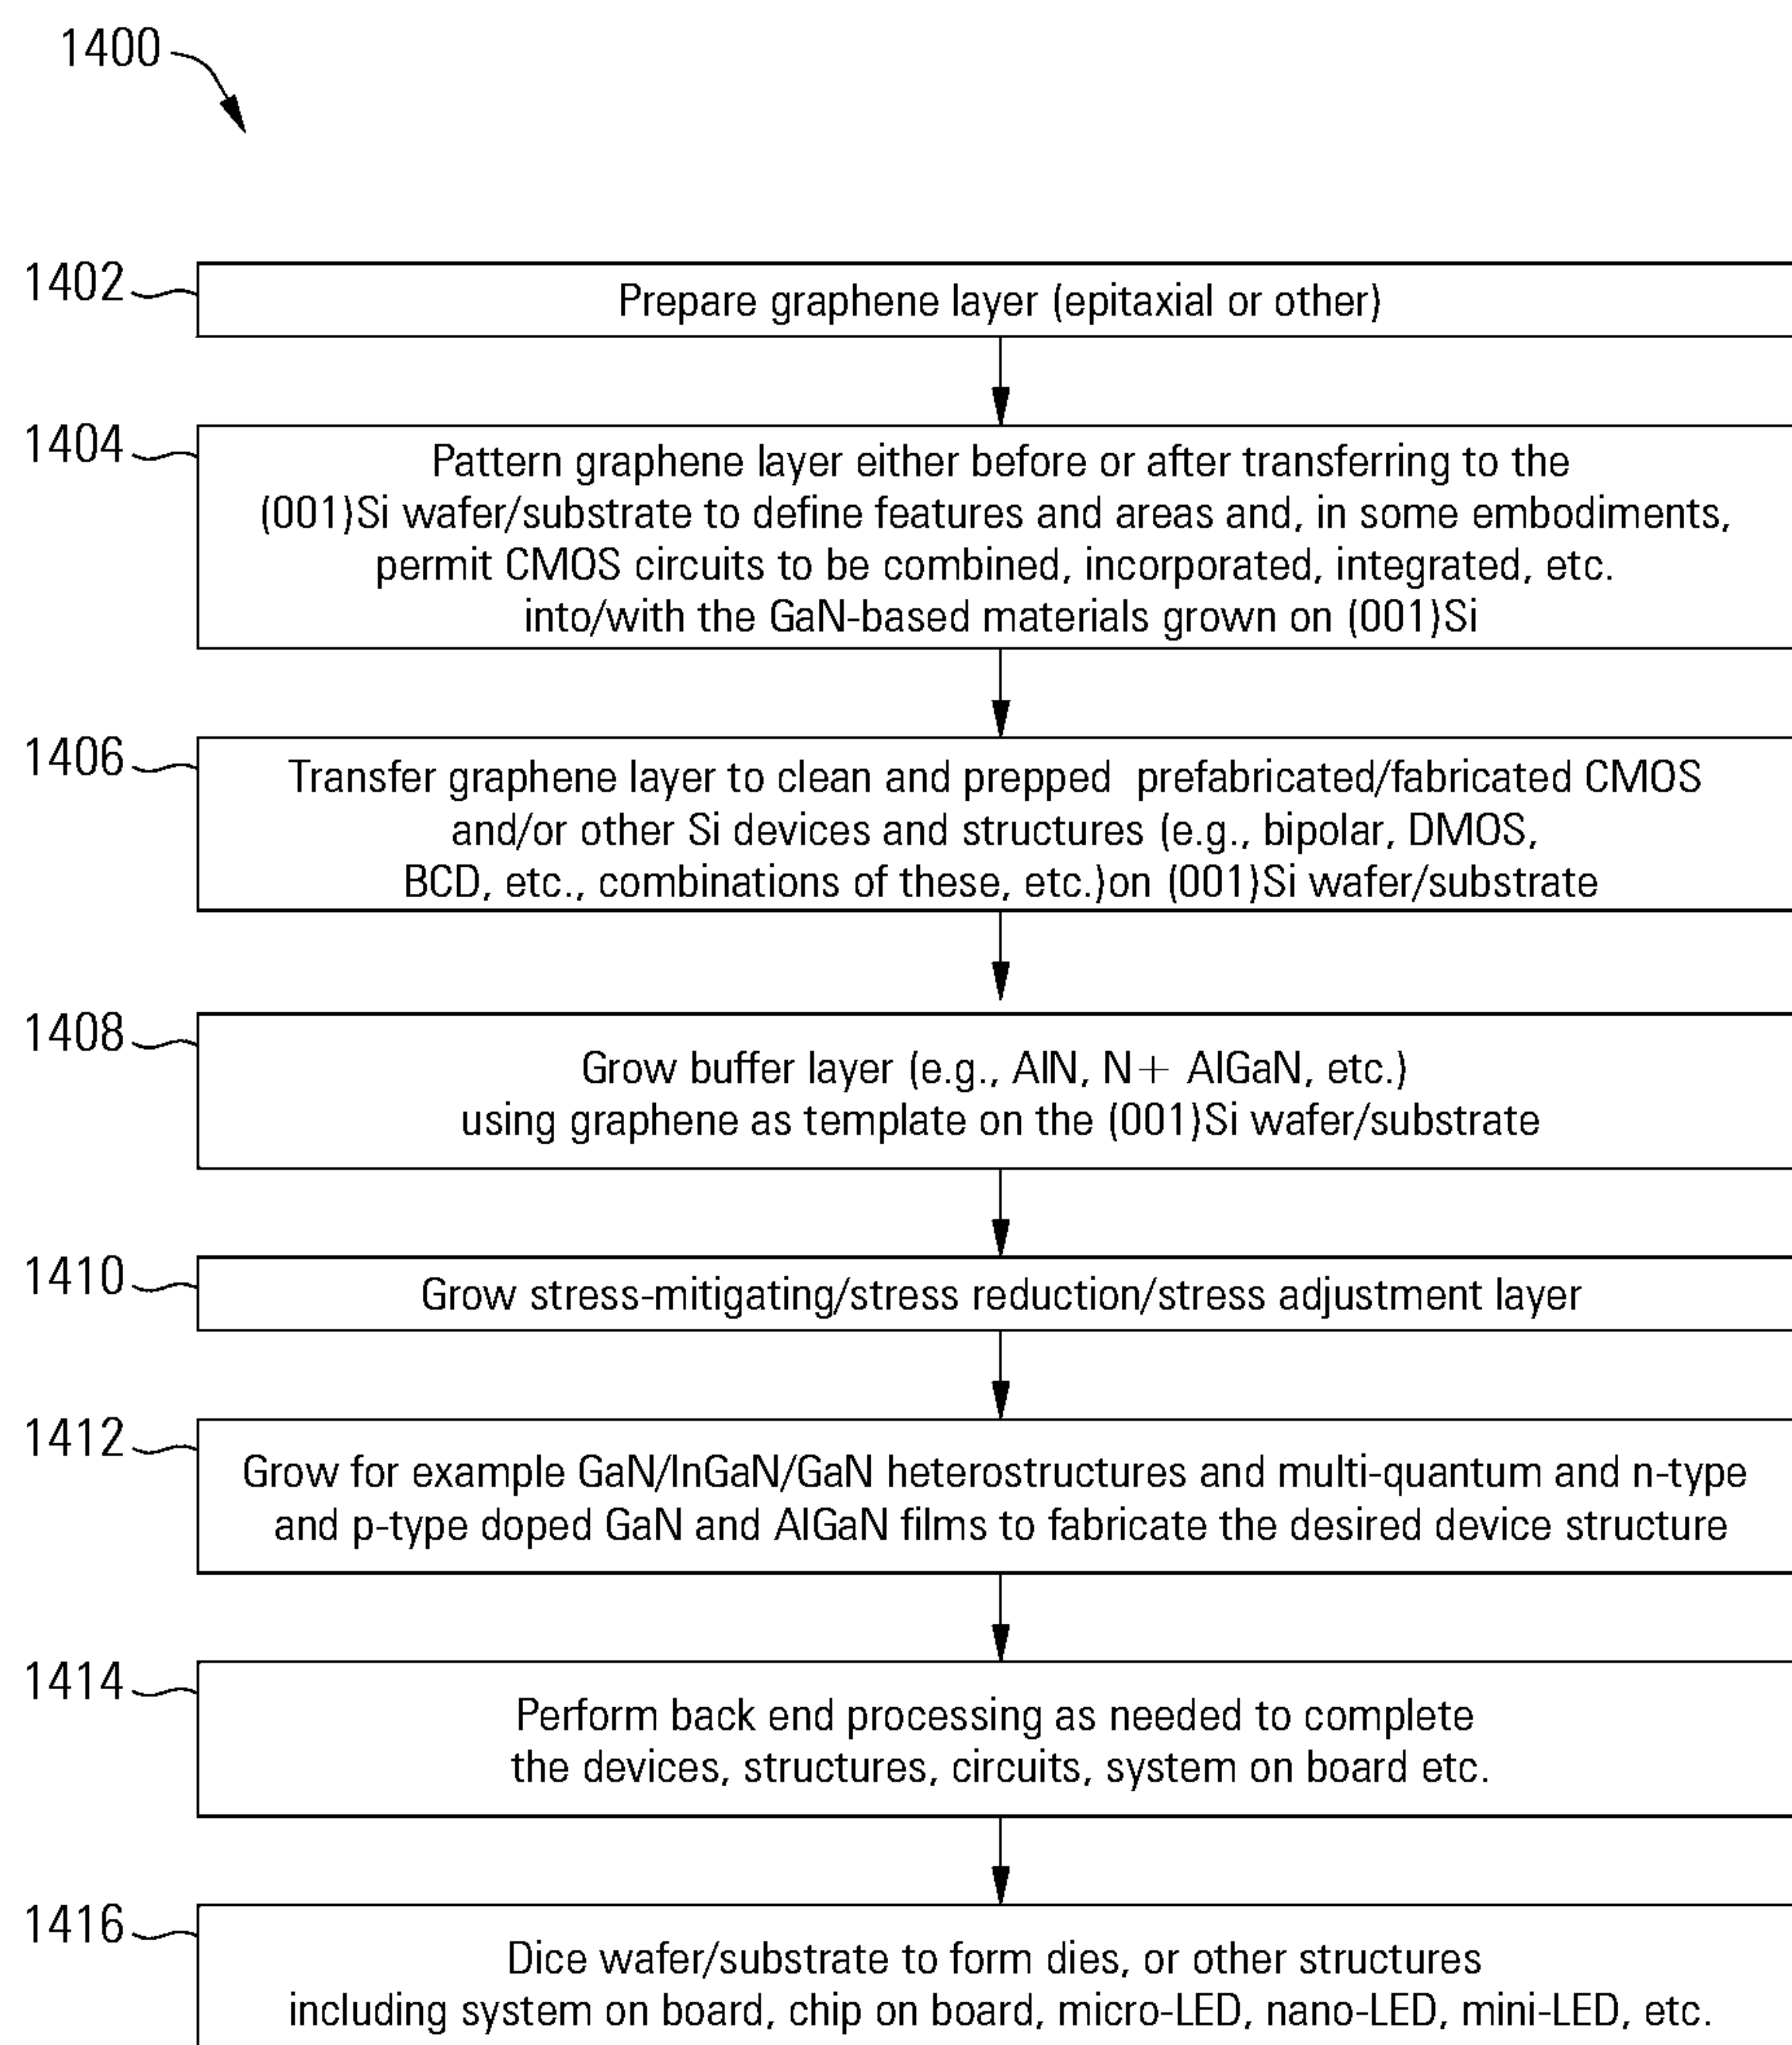 1400
1402
Prepare graphene layer (epitaxial or other)
1404
Pattern graphene layer either before or after transferring to the
(001)Si wafer/substrate to define features and areas and, in some embodiments,
permit CMOS circuits to be combined, incorporated, integrated, etc.
into/with the GaN-based materials grown on (001)Si
1406
Transfer graphene layer to clean and prepped prefabricated/fabricated CMOS
and/or other Si devices and structures (e.g., bipolar, DMOS,
BCD, etc., combinations of these, etc.)on (001)Si wafer/substrate
1408
Grow buffer layer (e.g., AlN, N+ AlGaN, etc.)
using graphene as template on the (001)Si wafer/substrate
1410
Grow stress-mitigating/stress reduction/stress adjustment layer
1412
Grow for example GaN/InGaN/GaN heterostructures and multi-quantum and n-type
and p-type doped GaN and AlGaN films to fabricate the desired device structure
1414
Perform back end processing as needed to complete
the devices, structures, circuits, system on board etc.
1416
Dice wafer/substrate to form dies, or other structures
including system on board, chip on board, micro-LED, nano-LED, mini-LED, etc.